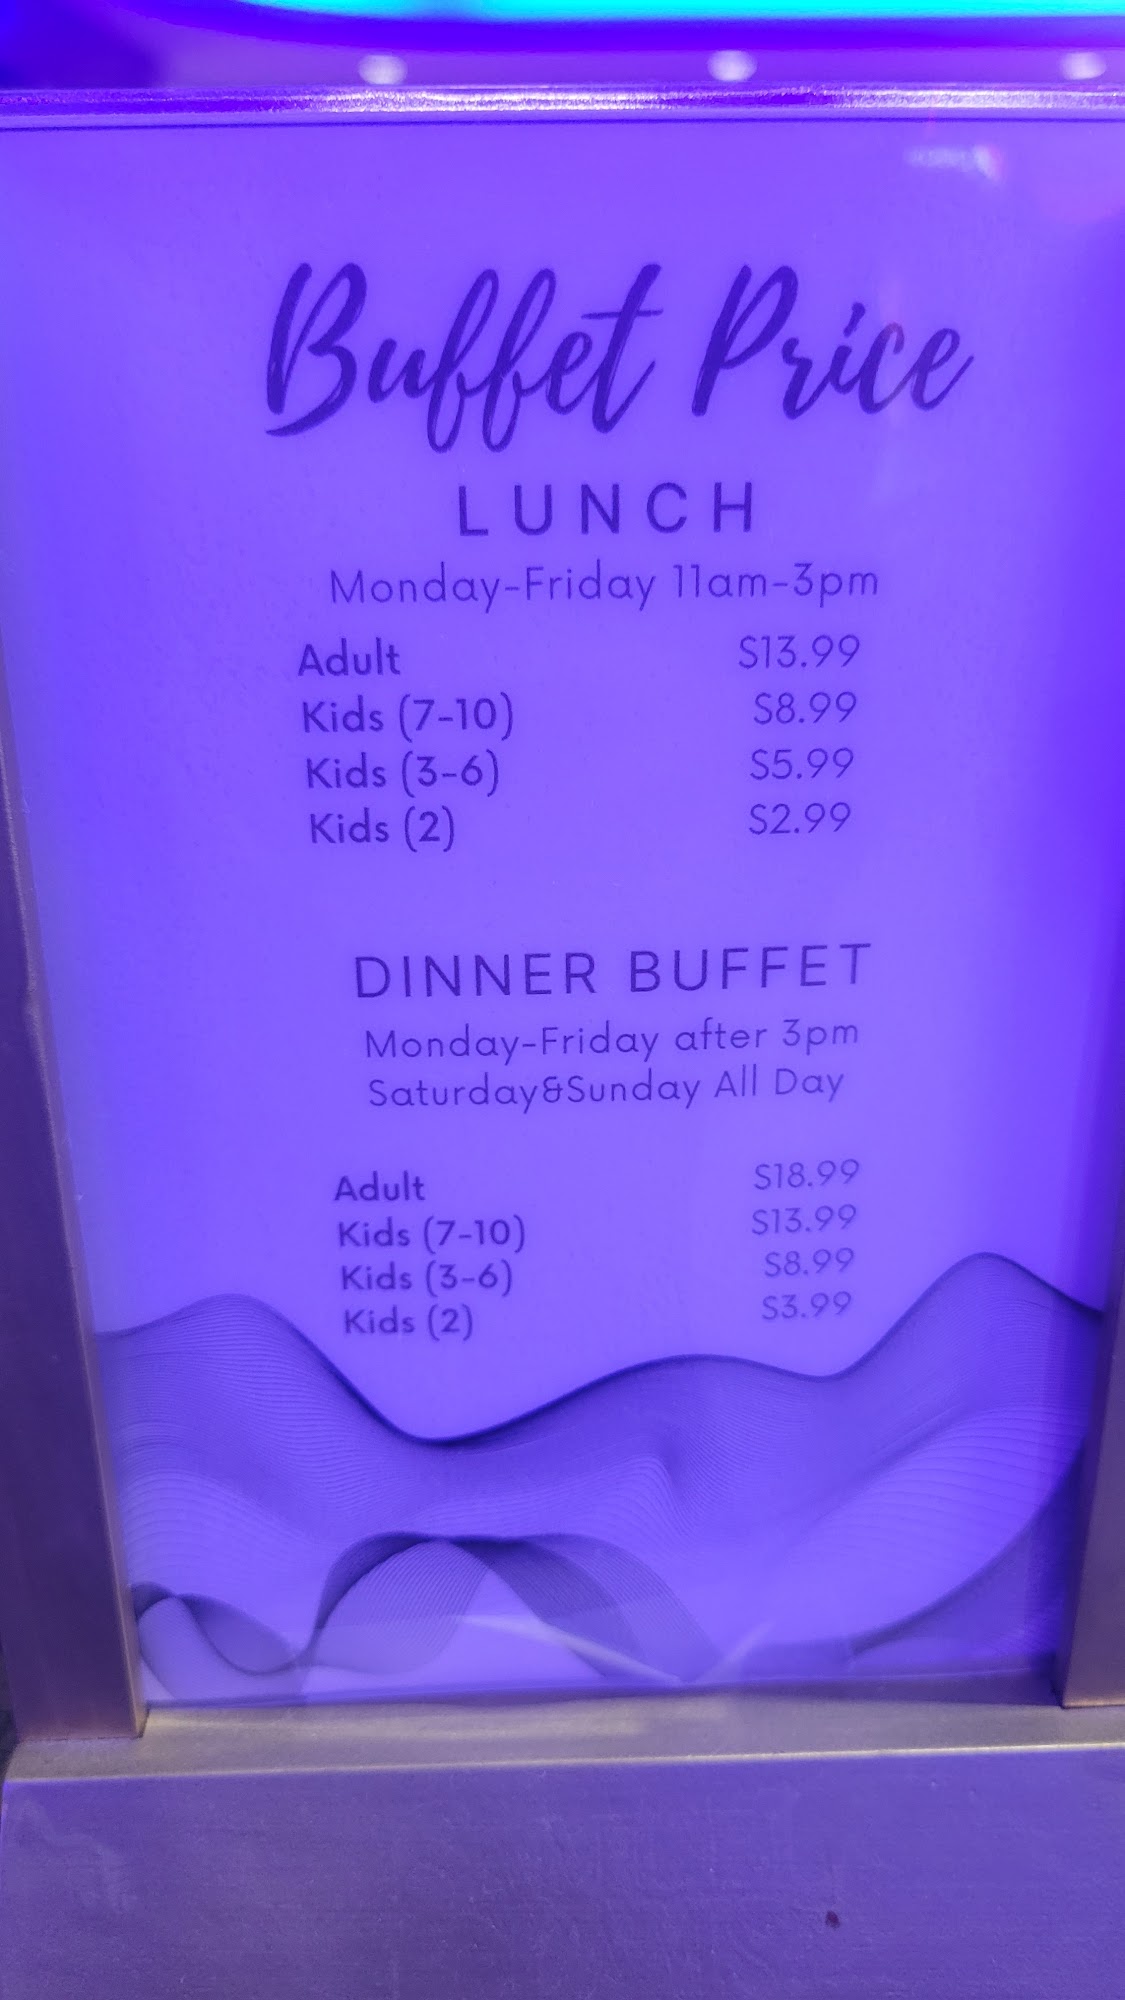 Buffet Price
LUNCH
Monday-Friday 11am-3pm
Adult $13.99
Kids (7-10) $8.99
Kids (3-6) $5.99
Kids (2) $2.99
DINNER BUFFET
Monday-Friday after 3pm
Saturday&Sunday All Day
Adult $18.99
Kids (7-10) $13.99
Kids (3-6) $8.99
Kids (2) $3.99